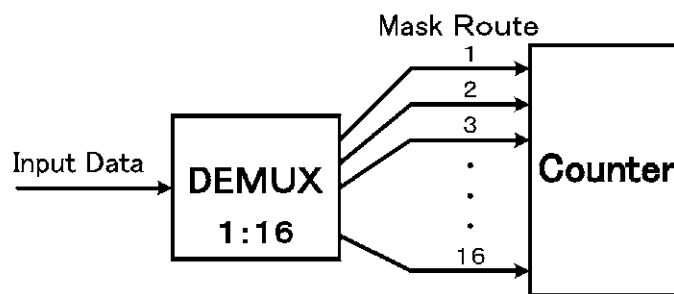 Mask Route
1
2
3
Input Data
DEMUX
1:16
Counter
16